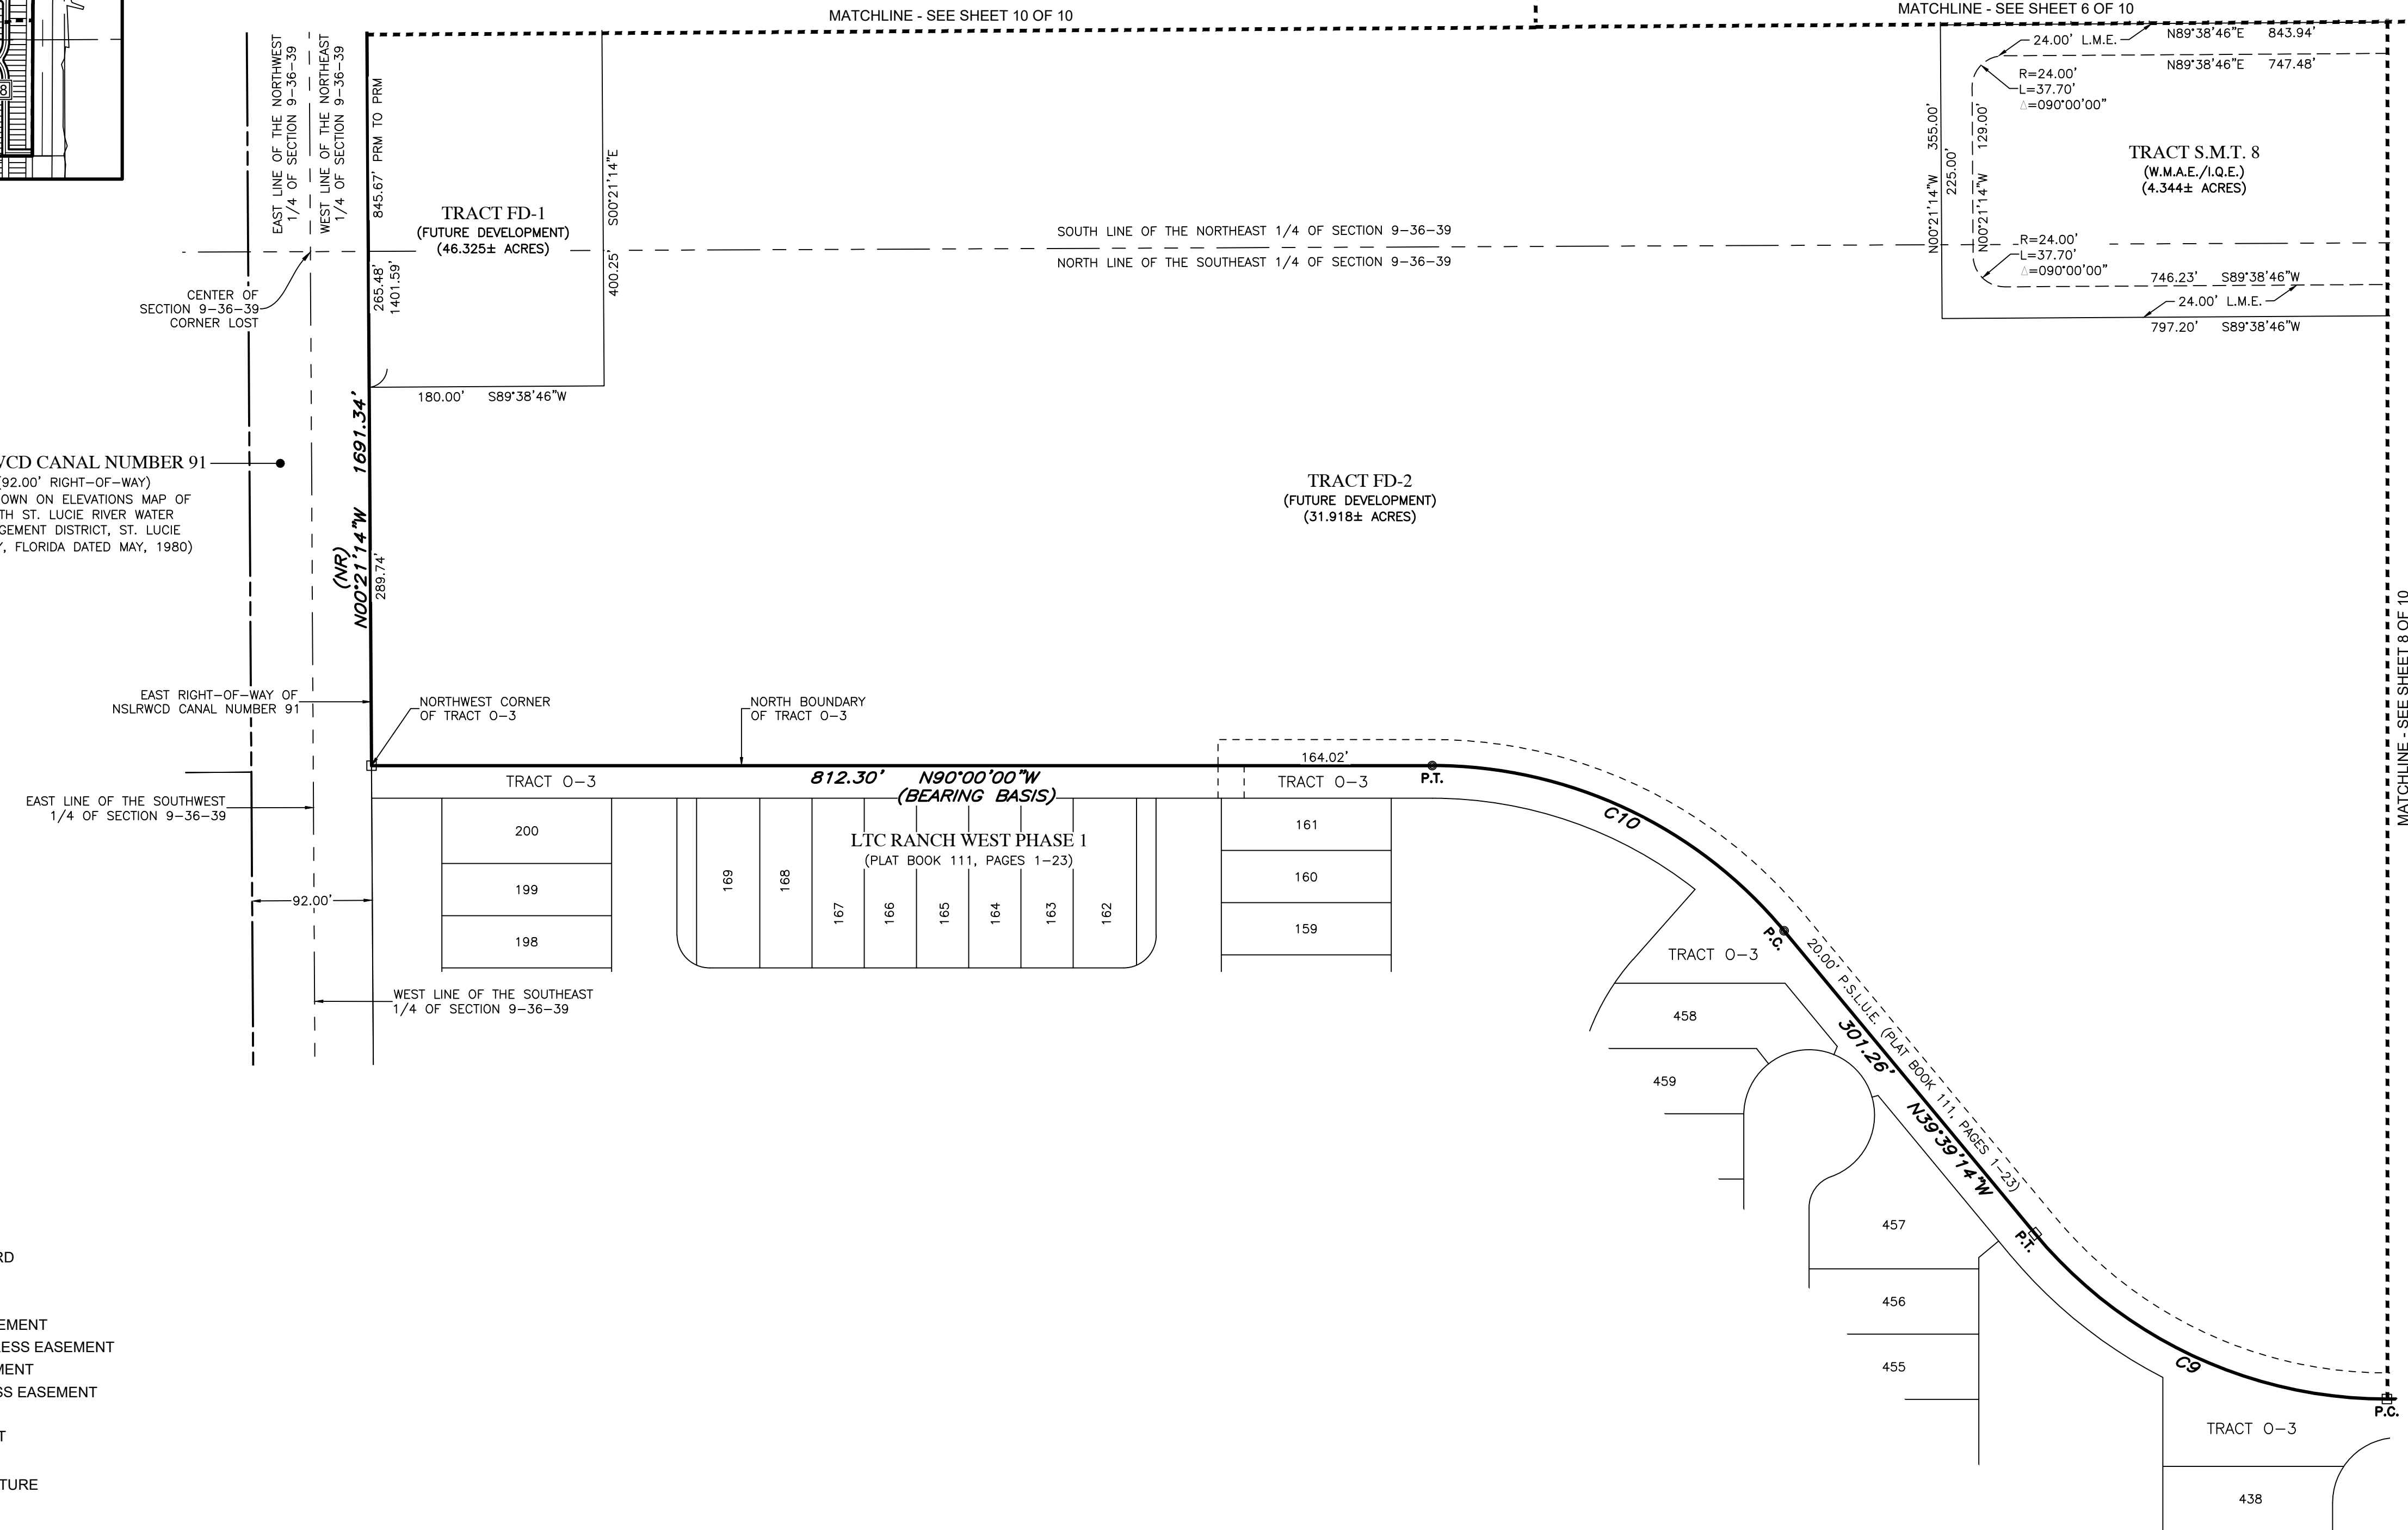 MATCHLINE - SEE SHEET 10 OF 10
MATCHLINE - SEE SHEET 6 OF 10
8
EAST LINE OF THE NORTHWEST
1/4 OF SECTION 9-36-39
WEST LINE OF THE NORTHEAST
1/4 OF SECTION 9-36-39
845.67' PRM TO PRM
S00°21'14"E
400.25'
TRACT FD-1
(FUTURE DEVELOPMENT)
(46.325± ACRES)
265.48'
1401.59'
180.00' S89°38'46"W
CENTER OF
SECTION 9-36-39
CORNER LOST
SOUTH LINE OF THE NORTHEAST 1/4 OF SECTION 9-36-39
NORTH LINE OF THE SOUTHEAST 1/4 OF SECTION 9-36-39
24.00' L.M.E.
N89°38'46"E 843.94'
N89°38'46"E 747.48'
R=24.00'
L=37.70'
△=090°00'00"
N00°21'14"W 355.00'
225.00'
N00°21'14"W 129.00'
TRACT S.M.T. 8
(W.M.A.E./I.Q.E.)
(4.344± ACRES)
R=24.00'
L=37.70'
△=090°00'00"
746.23' S89°38'46"W
24.00' L.M.E.
797.20' S89°38'46"W
N00°21'14"W 1691.34'
(NR)
289.74'
VCD CANAL NUMBER 91
(92.00' RIGHT-OF-WAY)
OWN ON ELEVATIONS MAP OF
TH ST. LUCIE RIVER WATER
GEMENT DISTRICT, ST. LUCIE
Y, FLORIDA DATED MAY, 1980)
TRACT FD-2
(FUTURE DEVELOPMENT)
(31.918± ACRES)
MATCHLINE - SEE SHEET 8 OF 10
EAST RIGHT-OF-WAY OF
NSLRWCD CANAL NUMBER 91
NORTHWEST CORNER
OF TRACT O-3
NORTH BOUNDARY
OF TRACT O-3
164.02'
P.T.
TRACT O-3
812.30' N90°00'00"W
(BEARING BASIS)
TRACT O-3
EAST LINE OF THE SOUTHWEST
1/4 OF SECTION 9-36-39
LTC RANCH WEST PHASE 1
(PLAT BOOK 111, PAGES 1-23)
200
199
198
169
168
167
166
165
164
163
162
161
160
159
92.00'
WEST LINE OF THE SOUTHEAST
1/4 OF SECTION 9-36-39
C10
P.C.
TRACT O-3
20.00' P.S.L.U.E. (PLAT BOOK 111, PAGES 1-23)
301.26' N39°39'14"W
458
459
457
456
455
P.T.
C9
P.C.
TRACT O-3
438
RD
EMENT
ESS EASEMENT
MENT
SS EASEMENT
T
TURE